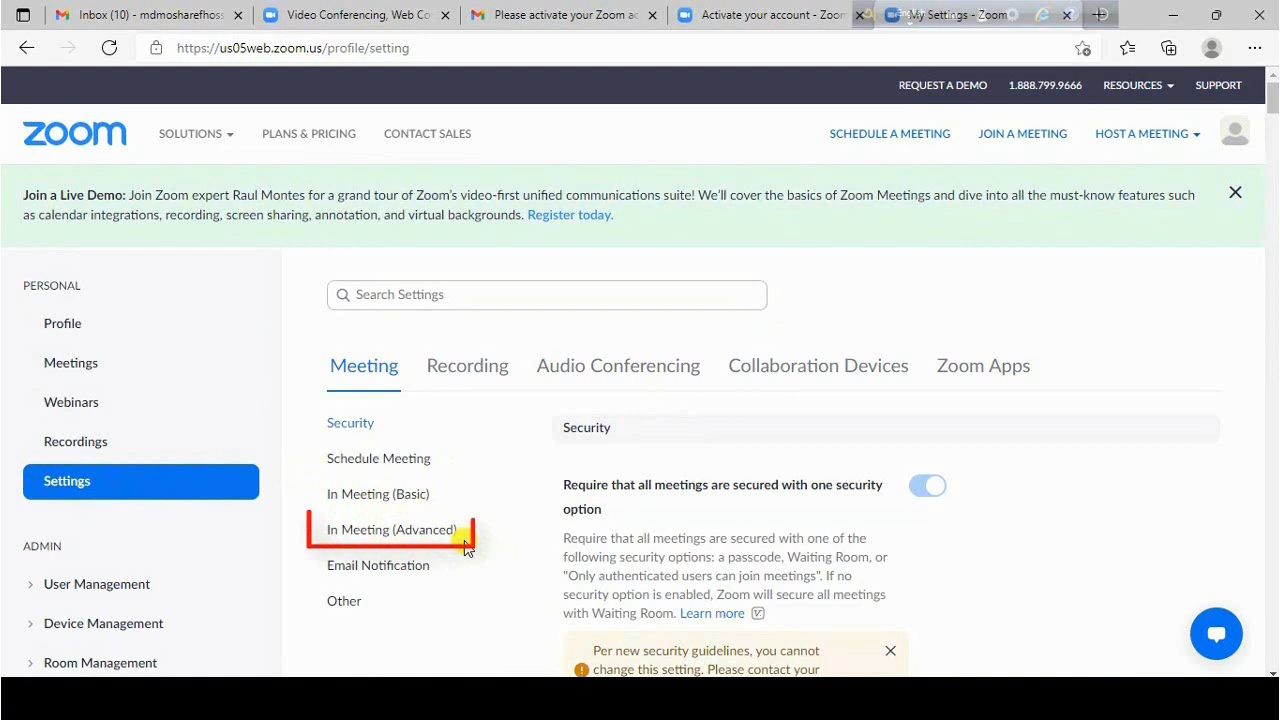 Inbox (10) - mdmosharefhoss
Video Conferencing, Web Co
Please activate your Zoom ac
Activate your account - Zoom
My Settings - Zoom
https://us05web.zoom.us/profile/setting
REQUEST A DEMO 1.888.799.9666 RESOURCES SUPPORT
zoom SOLUTIONS PLANS & PRICING CONTACT SALES SCHEDULE A MEETING JOIN A MEETING HOST A MEETING
Join a Live Demo: Join Zoom expert Raul Montes for a grand tour of Zoom's video-first unified communications suite! We'll cover the basics of Zoom Meetings and dive into all the must-know features such
as calendar integrations, recording, screen sharing, annotation, and virtual backgrounds. Register today.
PERSONAL
Profile
Meetings
Webinars
Recordings
Settings
ADMIN
User Management
Device Management
Room Management
Search Settings
Meeting Recording Audio Conferencing Collaboration Devices Zoom Apps
Security
Schedule Meeting
In Meeting (Basic)
In Meeting (Advanced)
Email Notification
Other
Security
Require that all meetings are secured with one security
option
Require that all meetings are secured with one of the
following security options: a passcode, Waiting Room, or
"Only authenticated users can join meetings". If no
security option is enabled, Zoom will secure all meetings
with Waiting Room. Learn more
Per new security guidelines, you cannot
change this setting. Please contact your